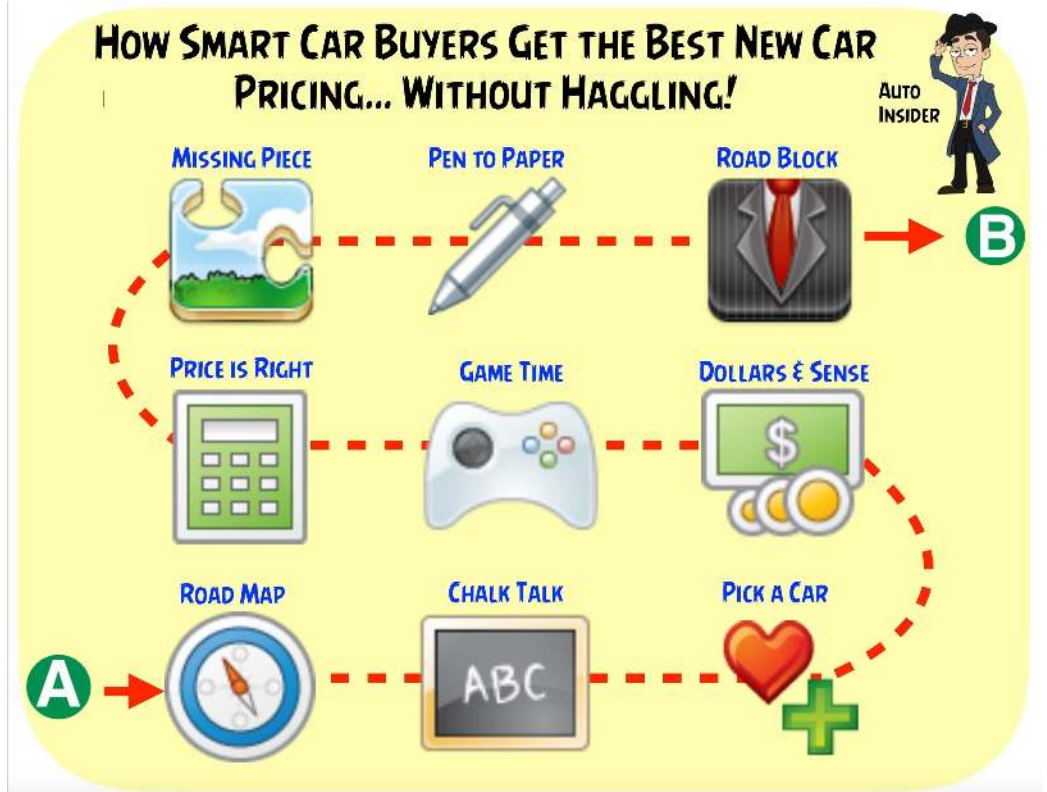 How Smart Car Buyers Get the Best New Car
Pricing... Without Haggling!
Auto
Insider
Missing Piece
Pen to Paper
Road Block
B
Price is Right
Game Time
Dollars & Sense
$
Road Map
Chalk Talk
Pick a Car
A
ABC